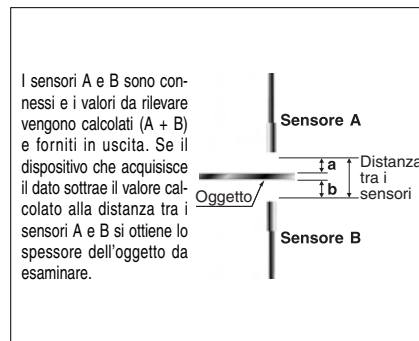 I sensori A e B sono con-
nessi e i valori da rilevare
vengono calcolati (A + B)
e forniti in uscita. Se il
dispositivo che acquisisce
il dato sottrae il valore cal-
colato alla distanza tra i
sensori A e B si ottiene lo
spessore dell'oggetto da
esaminare.
Sensore A
a
b
Distanza
tra i
sensori
Oggetto
Sensore B